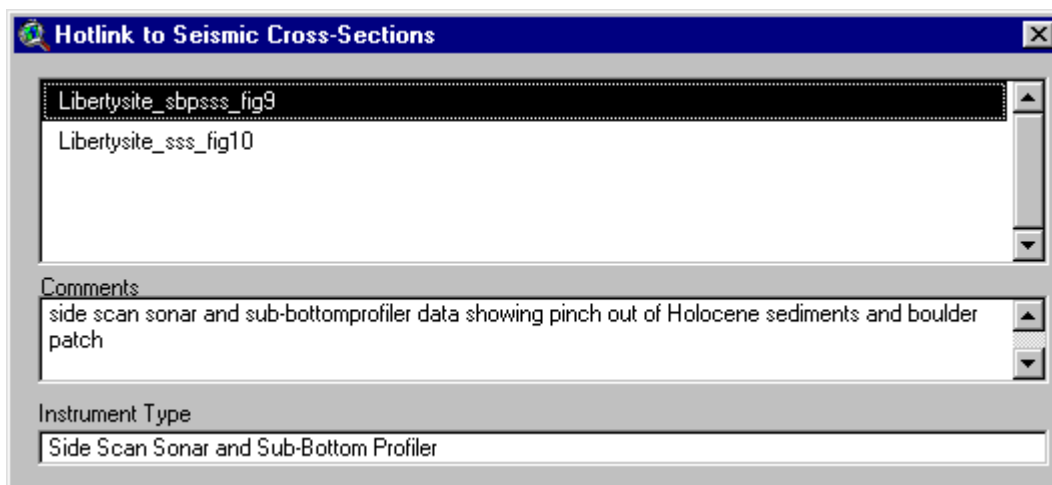 Hotlink to Seismic Cross-Sections
Libertysite_sbpsss_fig9
Libertysite_sss_fig10
Comments
side scan sonar and sub-bottomprofiler data showing pinch out of Holocene sediments and boulder
patch
Instrument Type
Side Scan Sonar and Sub-Bottom Profiler